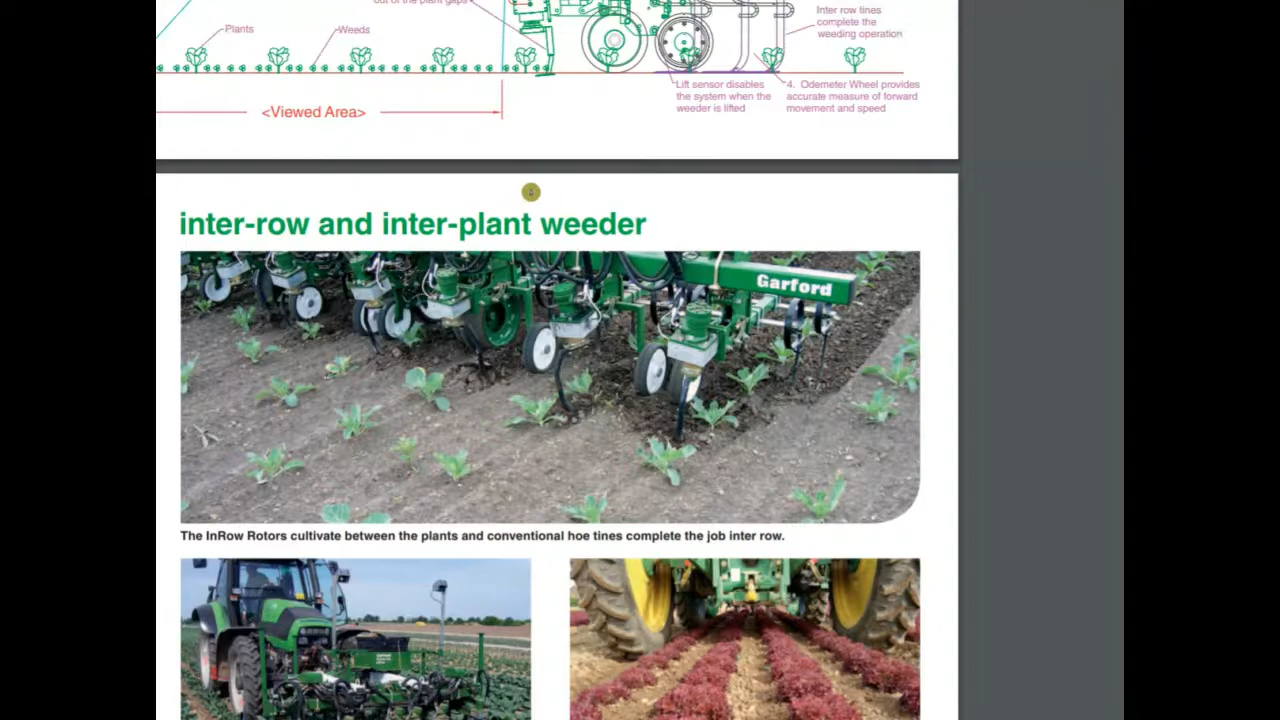 out of the plant gaps
Inter row tines
complete the
weeding operation
Plants
Weeds
Lift sensor disables
the system when the
weeder is lifted
4. Odemeter Wheel provides
accurate measure of forward
movement and speed
<Viewed Area>
inter-row and inter-plant weeder
Garford
The InRow Rotors cultivate between the plants and conventional hoe tines complete the job inter row.